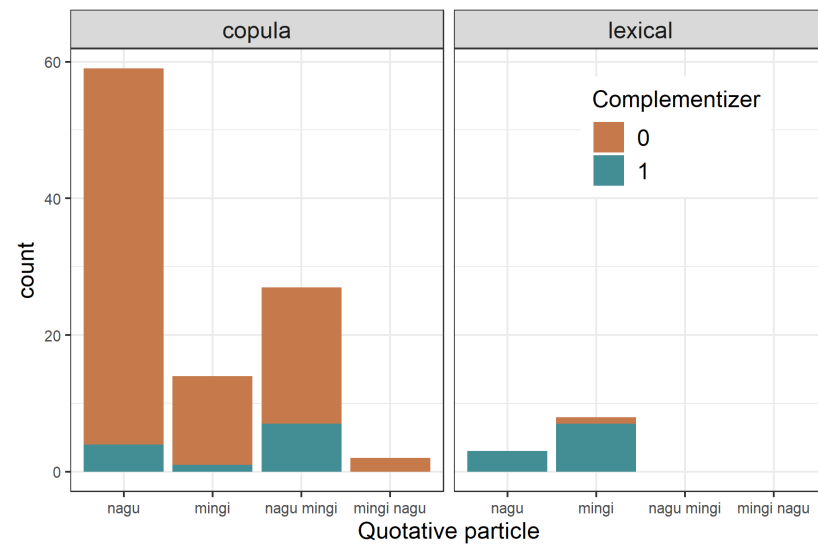 copula
lexical
60
40
20
0
count
Complementizer
0
1
nagu mingi nagu mingi mingi nagu
nagu mingi nagu mingi mingi nagu
Quotative particle